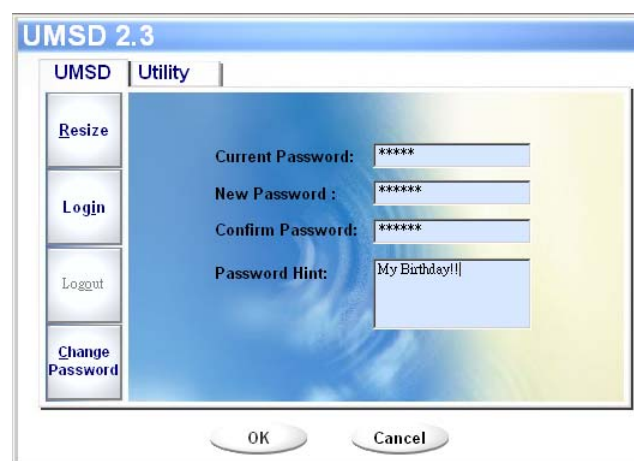 UMSD 2.3
UMSD Utility
Resize
Login
Logout
Change
Password
Current Password: *****
New Password : ******
Confirm Password: ******
Password Hint: My Birthday!!
OK Cancel